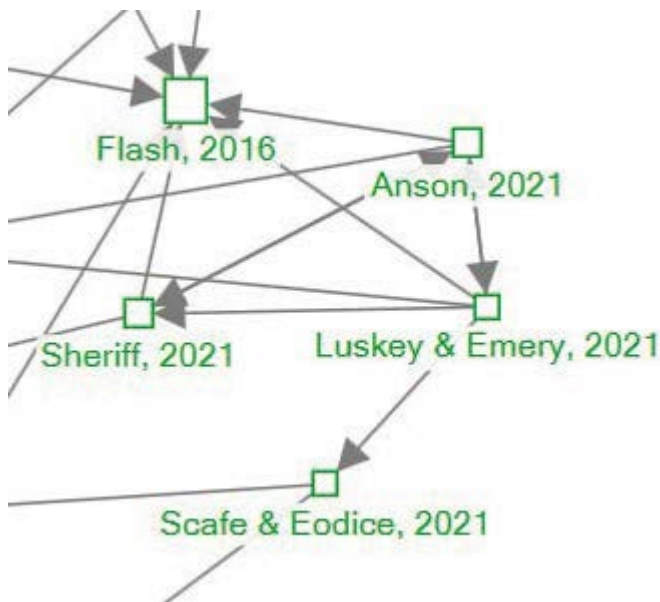 Flash, 2016
Anson, 2021
Luskey & Emery, 2021
Sheriff, 2021
Scafe & Eodice, 2021